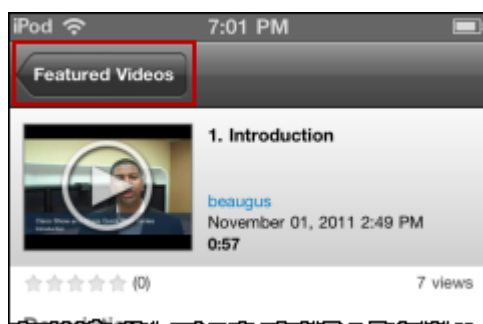 iPod 7:01 PM
Featured Videos
1. Introduction
beaugus
November 01, 2011 2:49 PM
0:57
(0) 7 views